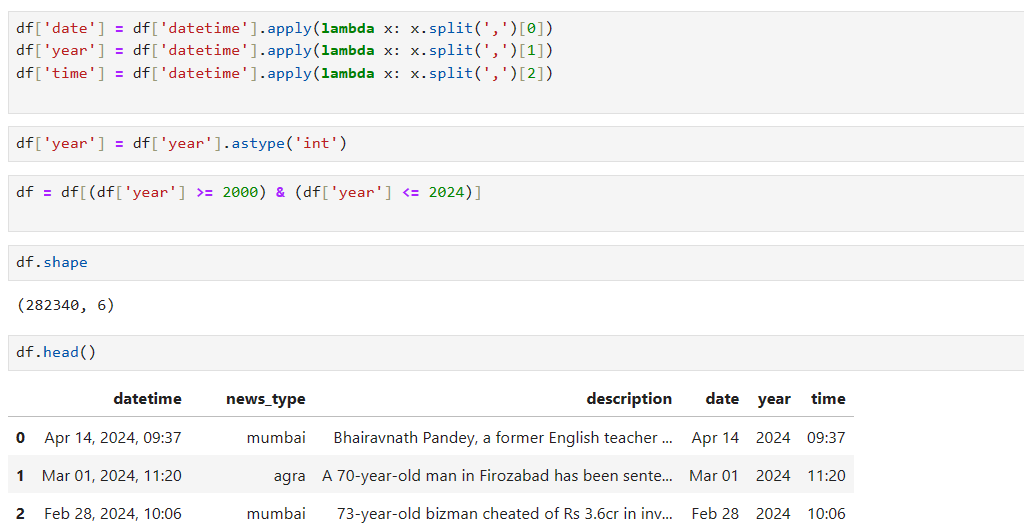 df['date'] = df['datetime'].apply(lambda x: x.split(',')[0])
df['year'] = df['datetime'].apply(lambda x: x.split(',')[1])
df['time'] = df['datetime'].apply(lambda x: x.split(',')[2])
df['year'] = df['year'].astype('int')
df = df[(df['year'] >= 2000) & (df['year'] <= 2024)]
df.shape
(282340, 6)
df.head()
datetime news_type description date year time
0 Apr 14, 2024, 09:37 mumbai Bhairavnath Pandey, a former English teacher ... Apr 14 2024 09:37
1 Mar 01, 2024, 11:20 agra A 70-year-old man in Firozabad has been sente... Mar 01 2024 11:20
2 Feb 28, 2024, 10:06 mumbai 73-year-old bizman cheated of Rs 3.6cr in inv... Feb 28 2024 10:06